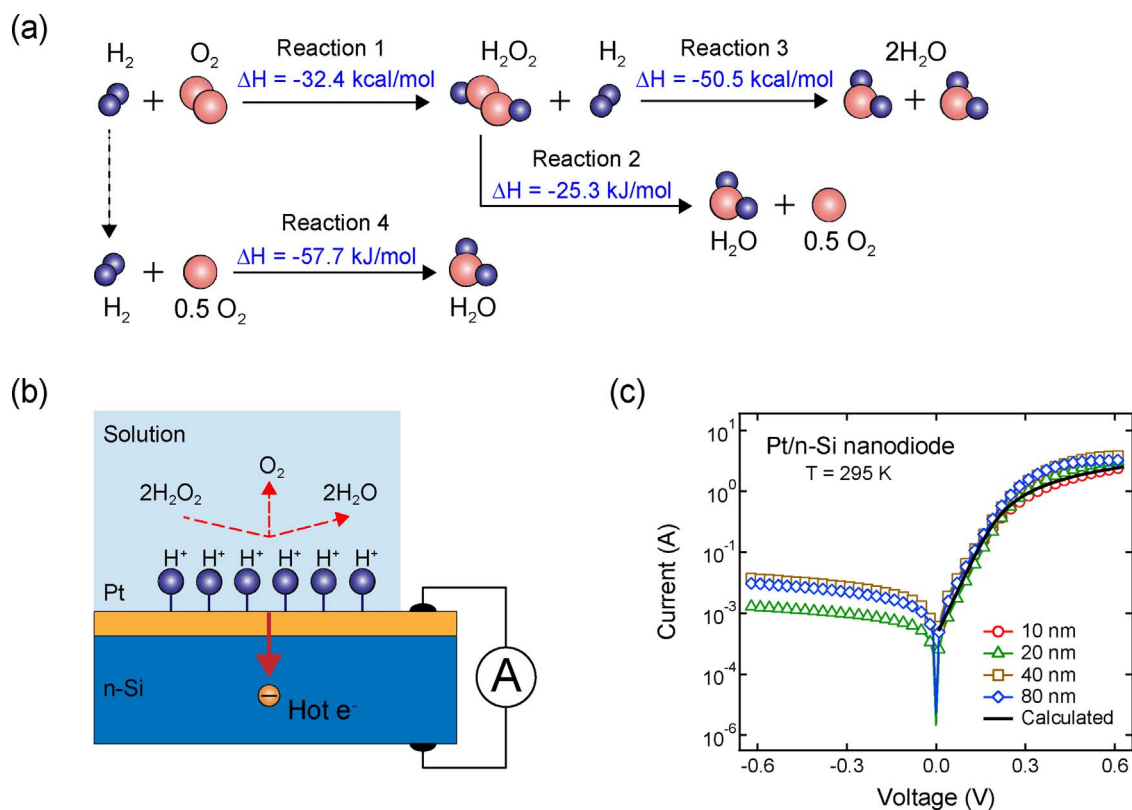 (a)
H₂ + O₂ Reaction 1 H₂O₂ + H₂ Reaction 3 2H₂O +
ΔH = -32.4 kcal/mol ΔH = -50.5 kcal/mol
Reaction 2
ΔH = -25.3 kJ/mol +
H₂O 0.5 O₂
Reaction 4
+ ΔH = -57.7 kJ/mol
H₂ 0.5 O₂ H₂O
(b)
Solution
O₂
2H₂O₂ 2H₂O
H⁺ H⁺ H⁺ H⁺ H⁺ H⁺
Pt
n-Si
Hot e⁻
A
(c)
Pt/n-Si nanodiode
T = 295 K
Current (A)
10¹
10⁰
10⁻¹
10⁻²
10⁻³
10⁻⁴
10⁻⁵
10⁻⁶
10 nm
20 nm
40 nm
80 nm
Calculated
-0.6 -0.3 0.0 0.3 0.6
Voltage (V)